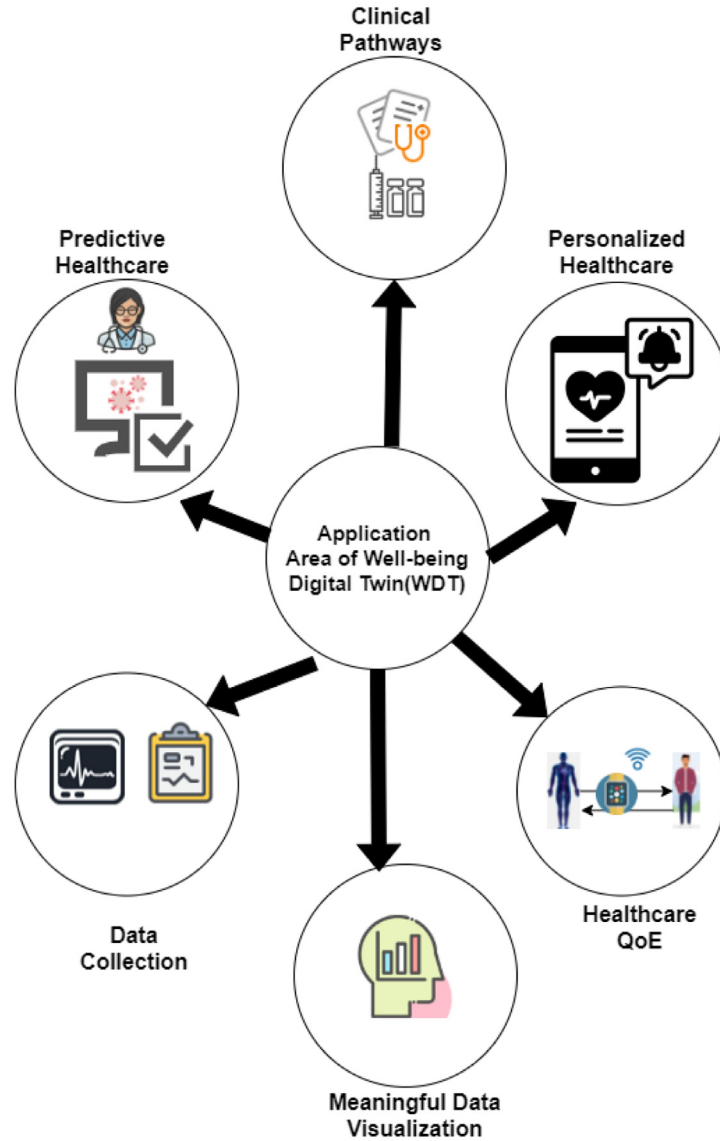 Clinical
Pathways
Predictive
Healthcare
Personalized
Healthcare
Application
Area of Well-being
Digital Twin(WDT)
Data
Collection
Healthcare
QoE
Meaningful Data
Visualization